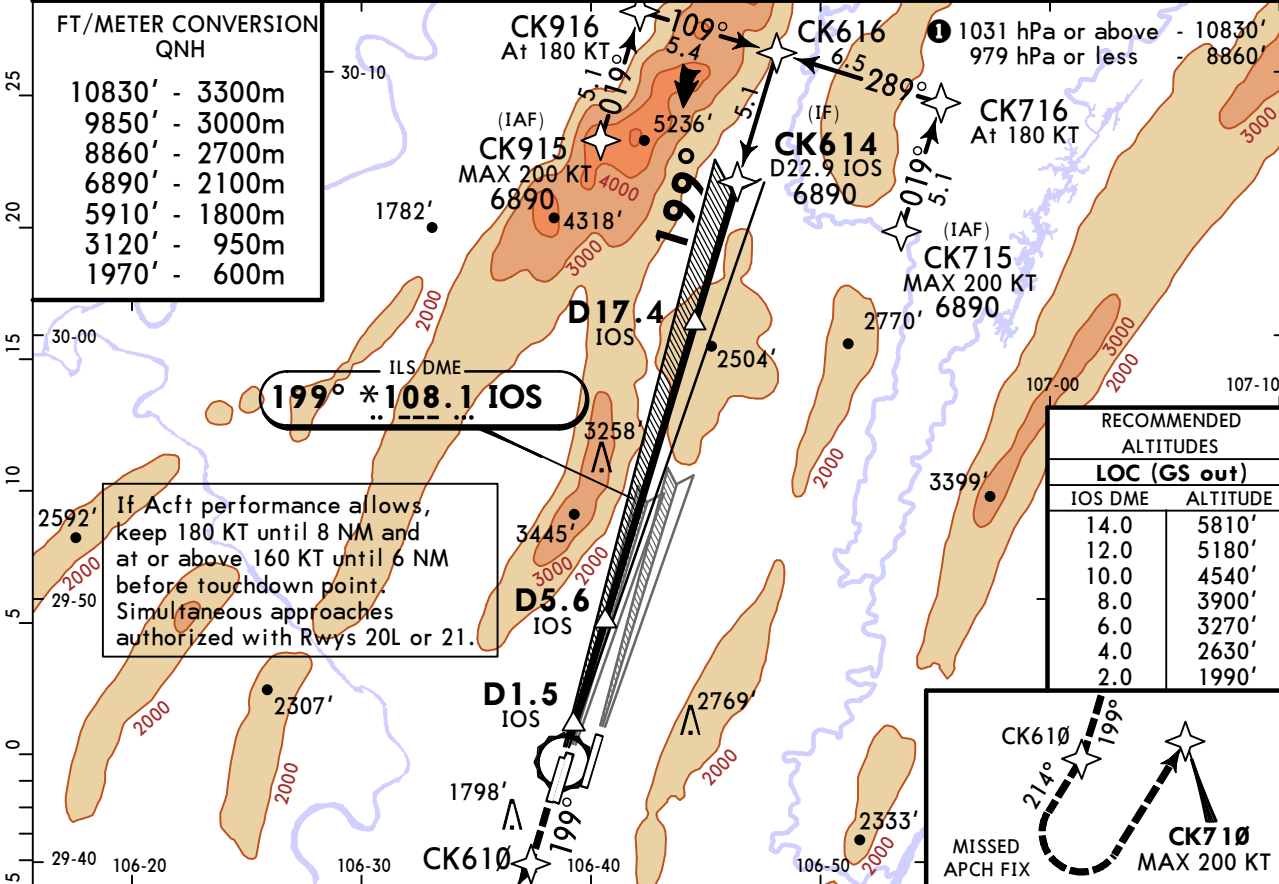 FT/METER CONVERSION
QNH
10830' - 3300m
9850' - 3000m
8860' - 2700m
6890' - 2100m
5910' - 1800m
3120' - 950m
1970' - 600m
CK916
At 180 KT
109°
5.4
CK616
❶ 1031 hPa or above - 10830'
979 hPa or less - 8860'
30-10
25
5.1
019°
6.5
289°
CK716
At 180 KT
(IAF)
CK915
MAX 200 KT
6890
5236'
4000
5.1
(IF)
CK614
D22.9 IOS
6890
3000
019°
5.1
199°
1782'
4318'
3000
20
(IAF)
CK715
MAX 200 KT
6890
2000
D17.4
IOS
2770'
2504'
30-00
15
3000
2000
107-00
107-10
ILS DME
199° *108.1 IOS
3258'
2000
RECOMMENDED
ALTITUDES
LOC (GS out)
IOS DME ALTITUDE
14.0 5810'
12.0 5180'
10.0 4540'
8.0 3900'
6.0 3270'
4.0 2630'
2.0 1990'
10
3399'
2592'
2000
If Acft performance allows,
keep 180 KT until 8 NM and
at or above 160 KT until 6 NM
before touchdown point.
Simultaneous approaches
authorized with Rwys 20L or 21.
3445'
3000
2000
29-50
5
D5.6
IOS
D1.5
IOS
2307'
2000
2000
2769'
2000
0
1798'
199°
CK610
2333'
2000
29-40
106-20
106-30
106-40
106-50
5
CK610
199°
214°
MISSED
APCH FIX
CK710
MAX 200 KT